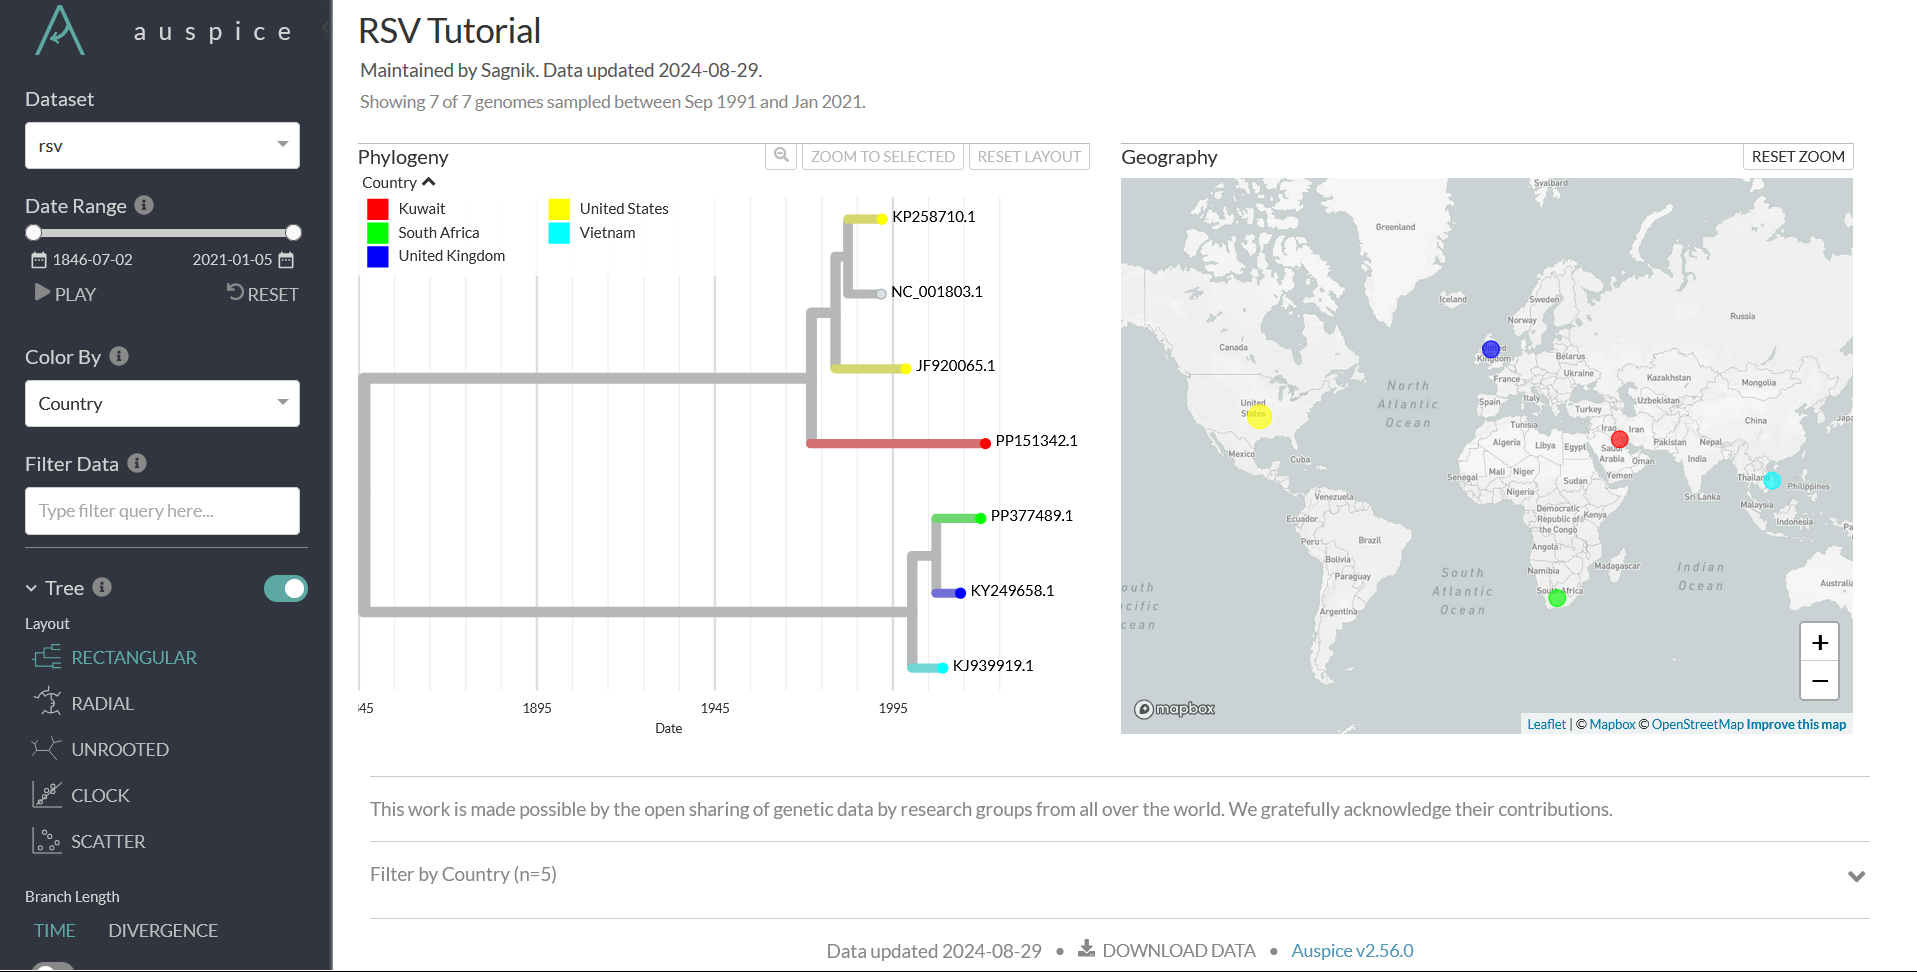 auspice
Dataset
rsv
Date Range
1846-07-02 2021-01-05
PLAY RESET
Color By
Country
Filter Data
Type filter query here...
Tree
Layout
RECTANGULAR
RADIAL
UNROOTED
CLOCK
SCATTER
Branch Length
TIME DIVERGENCE
RSV Tutorial
Maintained by Sagnik. Data updated 2024-08-29.
Showing 7 of 7 genomes sampled between Sep 1991 and Jan 2021.
Phylogeny
ZOOM TO SELECTED RESET LAYOUT
Country
Kuwait United States
South Africa Vietnam
United Kingdom
KP258710.1
NC_001803.1
JF920065.1
PP151342.1
PP377489.1
KY249658.1
KJ939919.1
45 1895 1945 1995
Date
Geography
RESET ZOOM
Svalbard
Greenland
Iceland
Sweden
Norway
Russia
Canada
United Kingdom
Belarus
France
Ukraine
Kazakhstan
Mongolia
North Atlantic Ocean
United States
Spain
Italy
Turkey
Uzbekistan
China
Japa
Tunisia
Iraq
Iran
Algeria
Libya
Egypt
Pakistan
Nepal
Mexico
Cuba
Saudi Arabia
Oman
India
Senegal
Mali
Niger
Sudan
Yemen
Thailand
Philippines
Venezuela
Nigeria
Sri Lanka
Malaysia
Ecuador
Democratic Republic of the Congo
Kenya
Indonesia
Pa
Peru
Brazil
Angola
Bolivia
Namibia
Madagascar
Indian Ocean
Paraguay
South Atlantic Ocean
South Africa
Australi
outh
cific
cean
Argentina
+
−
mapbox
Leaflet | © Mapbox © OpenStreetMap Improve this map
This work is made possible by the open sharing of genetic data by research groups from all over the world. We gratefully acknowledge their contributions.
Filter by Country (n=5)
Data updated 2024-08-29 • DOWNLOAD DATA • Auspice v2.56.0